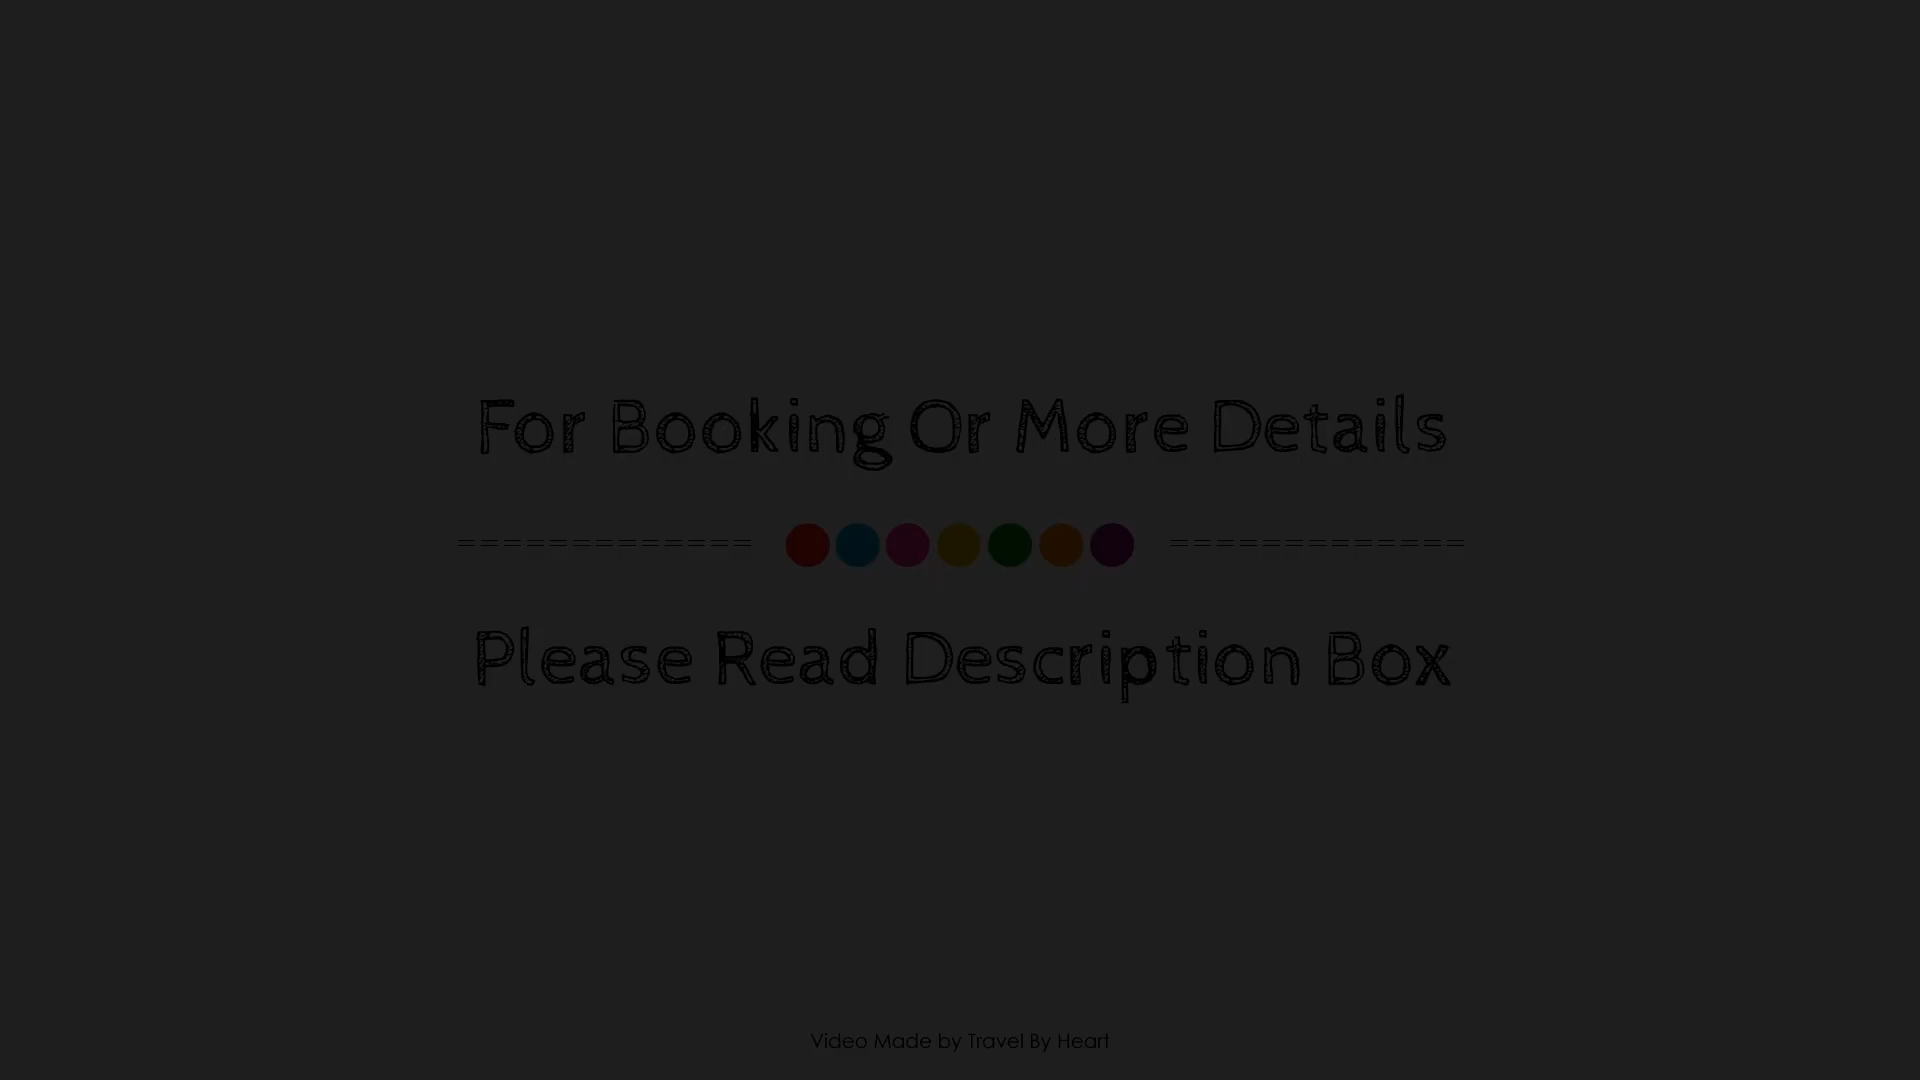 For Booking Or More Details
============= =============
Please Read Description Box
Video Made by Travel By Heart